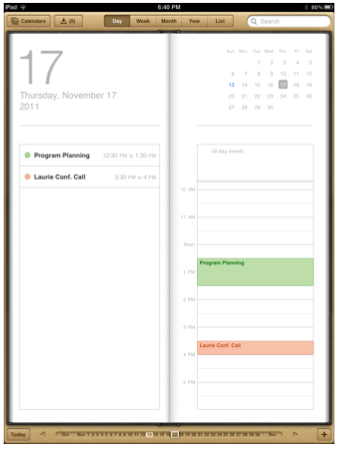 iPad 6:40 PM 80%
Calendars (0) Day Week Month Year List Search
17
Thursday, November 17
2011
Program Planning 12:30 PM to 1:30 PM
Laurie Conf. Call 3:30 PM to 4 PM
Sun Mon Tue Wed Thu Fri Sat
1 2 3 4 5
6 7 8 9 10 11 12
13 14 15 16 17 18 19
20 21 22 23 24 25 26
27 28 29 30
all-day events
10 AM
11 AM
Noon
Program Planning
1 PM
2 PM
3 PM
Laurie Conf. Call
4 PM
5 PM
Today Oct Nov 1 2 3 4 5 6 7 8 9 10 11 12 13 14 15 16 17 18 19 20 21 22 23 24 25 26 27 28 29 30 Dec +